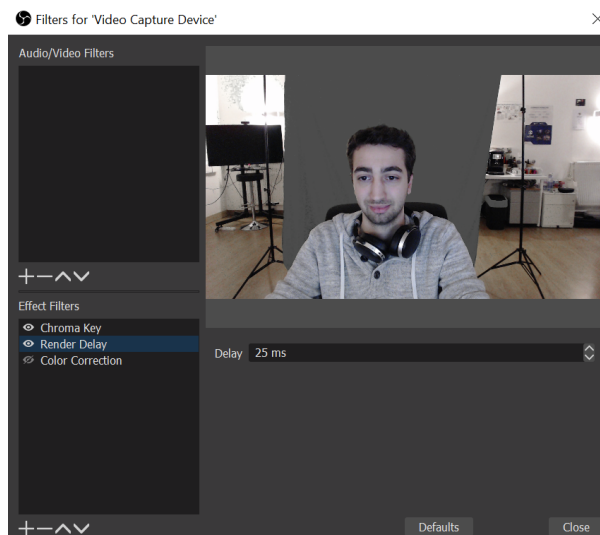 Filters for 'Video Capture Device'
Audio/Video Filters
Effect Filters
Chroma Key
Render Delay
Color Correction
Delay 25 ms
Defaults Close